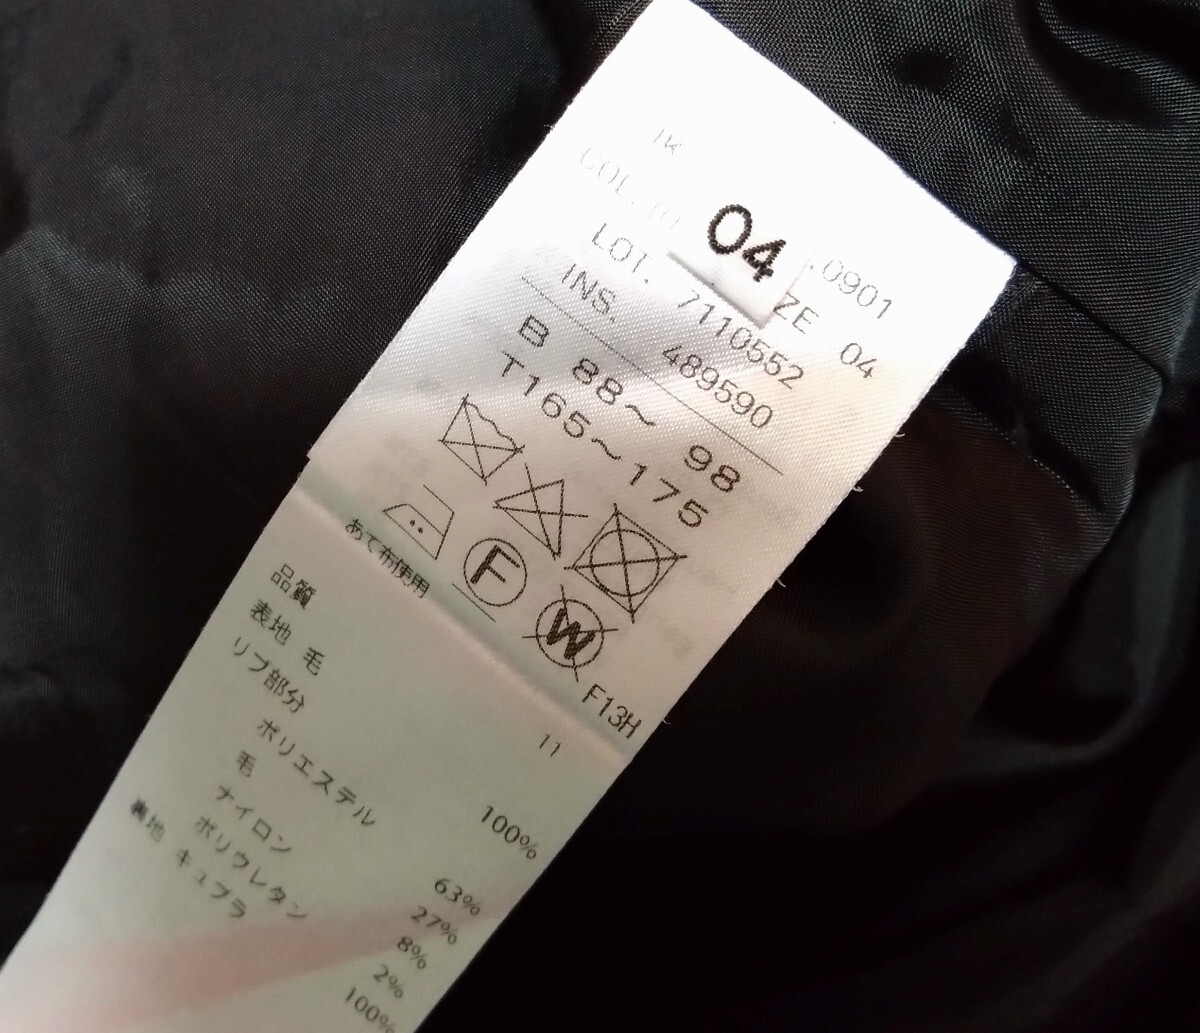 04
.0901
COL. ZE 04
LOT. 7110552
INS. 489590
B 88～ 98
T165～175
F
W
あて布使用
F13H
11
品質
表地 毛 100%
リブ部分
ポリエステル 63%
毛 27%
ナイロン 8%
ポリウレタン 2%
裏地 キュプラ 100%